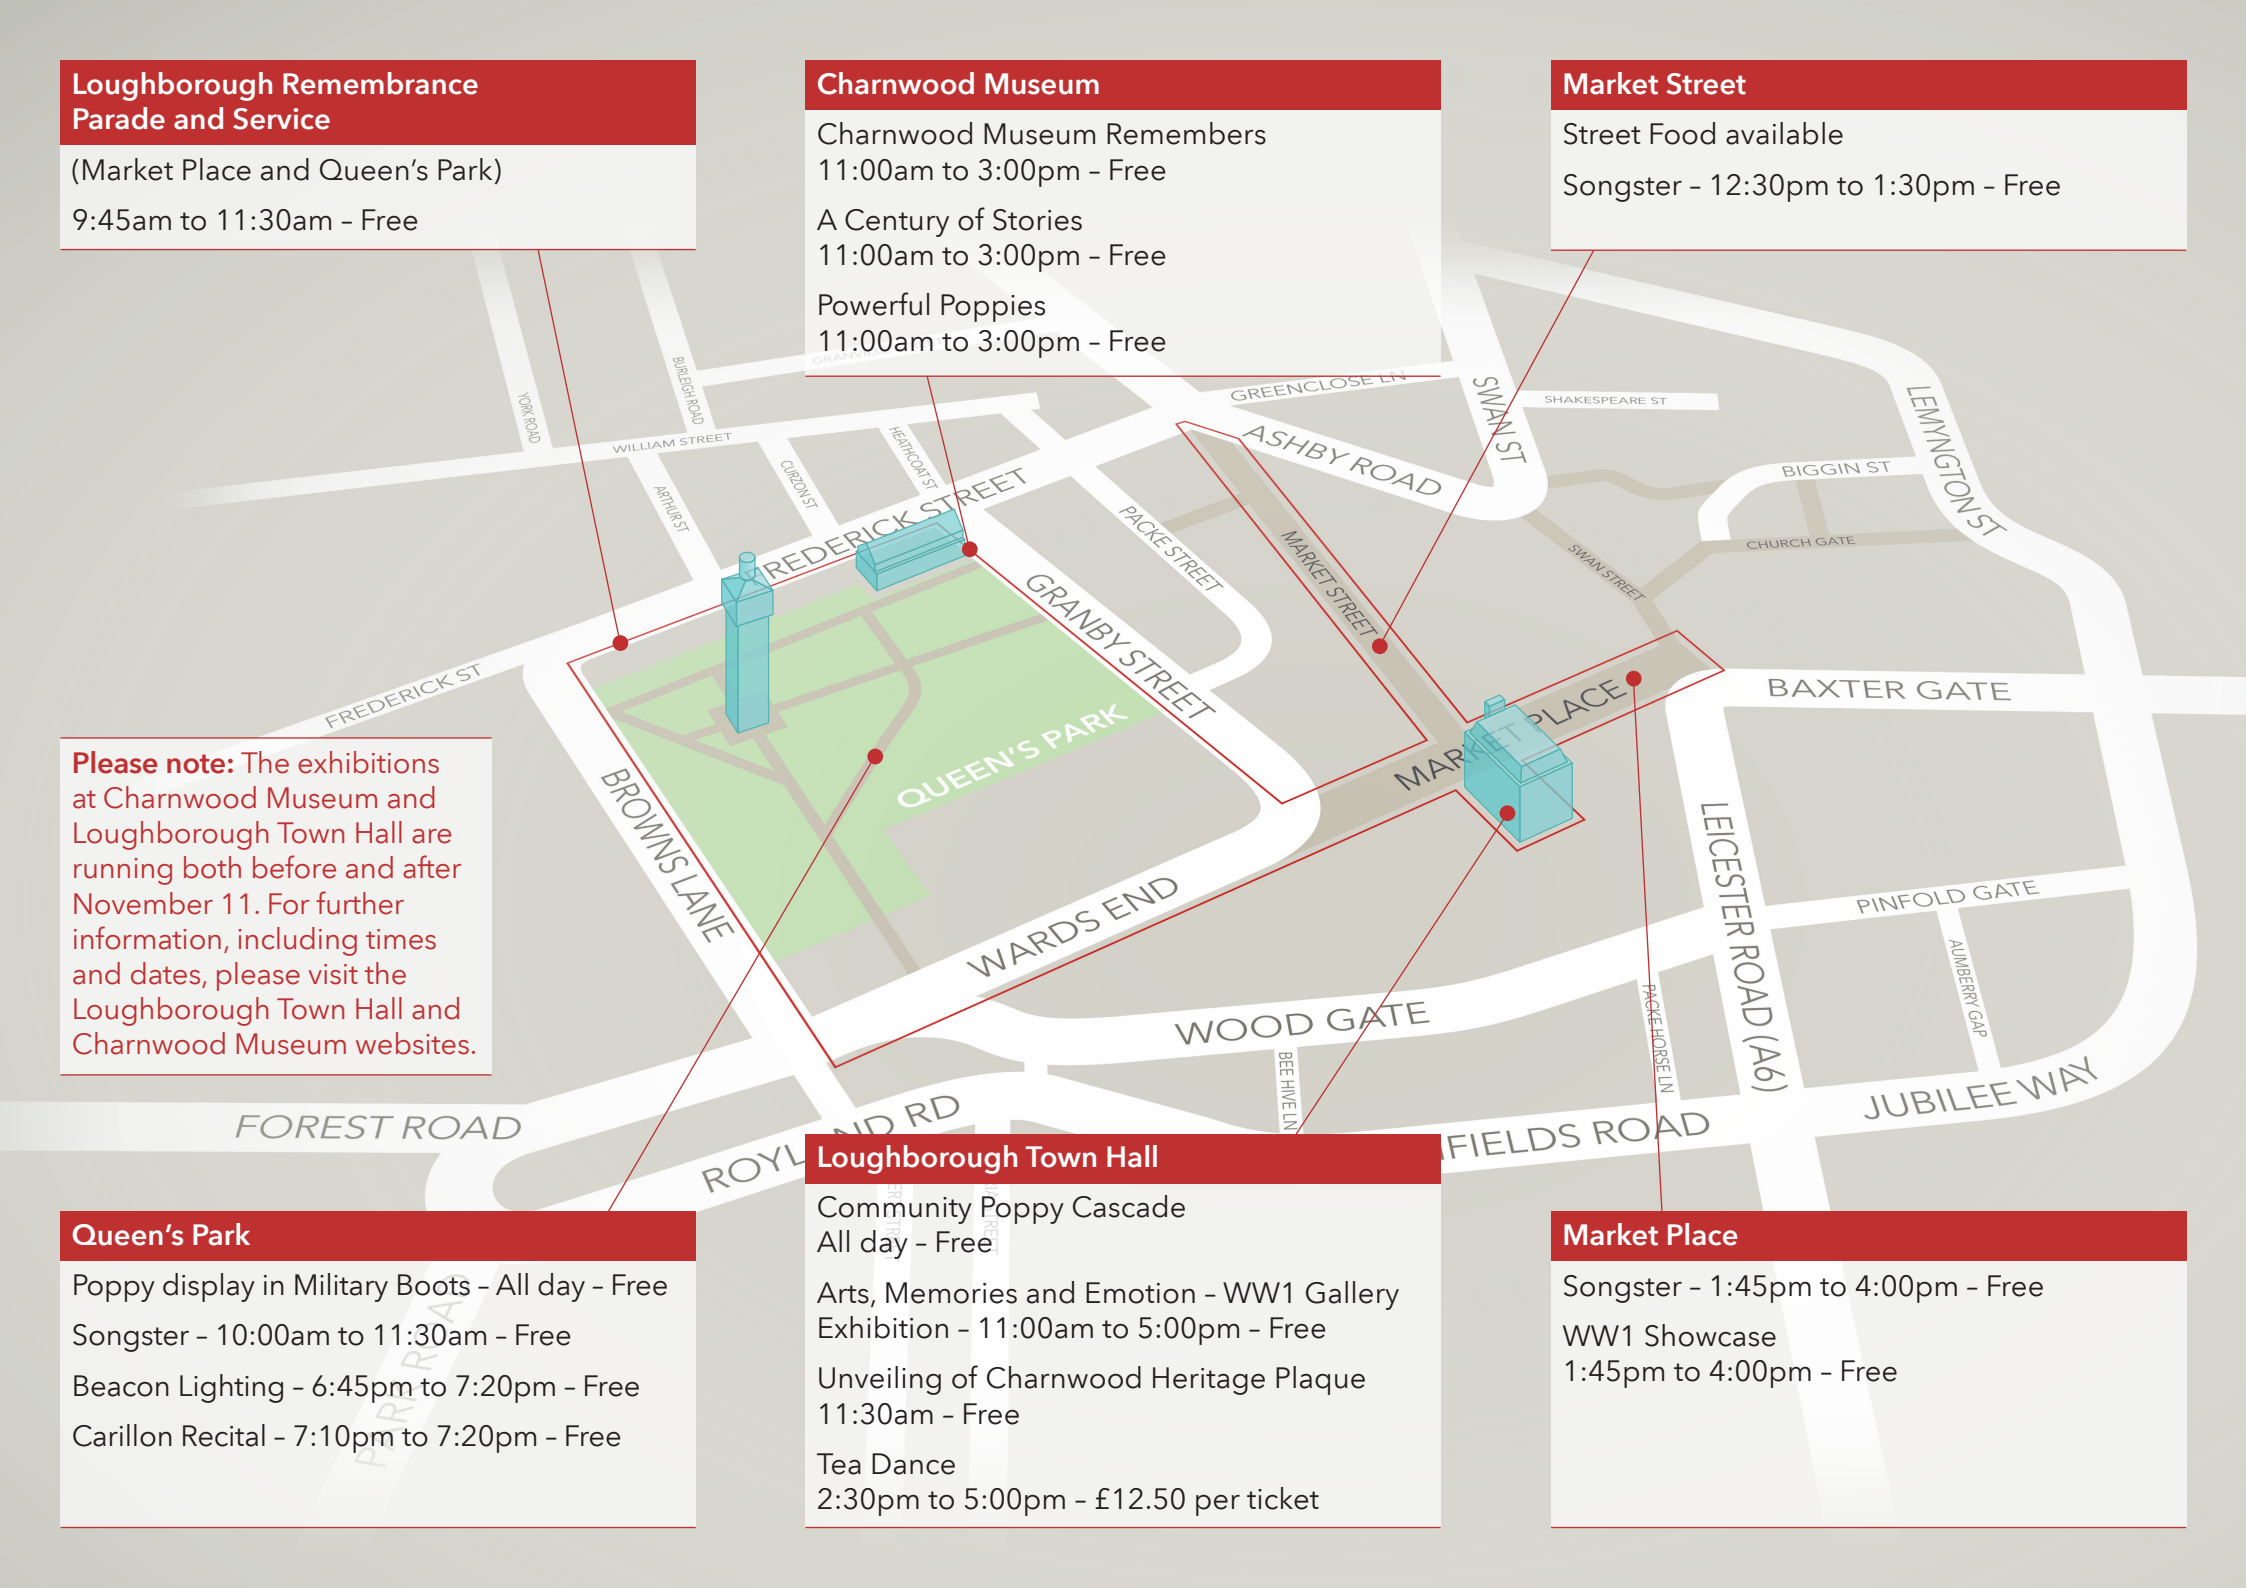 Loughborough Remembrance
Parade and Service
(Market Place and Queen's Park)
9:45am to 11:30am – Free
Charnwood Museum
Charnwood Museum Remembers
11:00am to 3:00pm – Free
A Century of Stories
11:00am to 3:00pm – Free
Powerful Poppies
11:00am to 3:00pm – Free
Market Street
Street Food available
Songster – 12:30pm to 1:30pm – Free
YORK ROAD
BURLEIGH ROAD
WILLIAM STREET
ARTHUR ST
CURZON ST
HEATHCOAT ST
FREDERICK STREET
GREENCLOSE LN
ASHBY ROAD
SWAN ST
SHAKESPEARE ST
LEMYNGTON ST
BIGGIN ST
CHURCH GATE
SWAN STREET
PACKE STREET
MARKET STREET
GRANBY STREET
FREDERICK ST
QUEEN'S PARK
MARKET PLACE
BAXTER GATE
BROWNS LANE
WARDS END
LEICESTER ROAD (A6)
PINFOLD GATE
AUMBERRY GAP
WOOD GATE
PACKE HORSE LN
BEE HIVE LN
JUBILEE WAY
FOREST ROAD
ROYLAND RD
FIELDS ROAD
PARK ROAD
Please note: The exhibitions
at Charnwood Museum and
Loughborough Town Hall are
running both before and after
November 11. For further
information, including times
and dates, please visit the
Loughborough Town Hall and
Charnwood Museum websites.
Queen's Park
Poppy display in Military Boots – All day – Free
Songster – 10:00am to 11:30am – Free
Beacon Lighting – 6:45pm to 7:20pm – Free
Carillon Recital – 7:10pm to 7:20pm – Free
Loughborough Town Hall
Community Poppy Cascade
All day – Free
Arts, Memories and Emotion – WW1 Gallery
Exhibition – 11:00am to 5:00pm – Free
Unveiling of Charnwood Heritage Plaque
11:30am – Free
Tea Dance
2:30pm to 5:00pm – £12.50 per ticket
Market Place
Songster – 1:45pm to 4:00pm – Free
WW1 Showcase
1:45pm to 4:00pm – Free